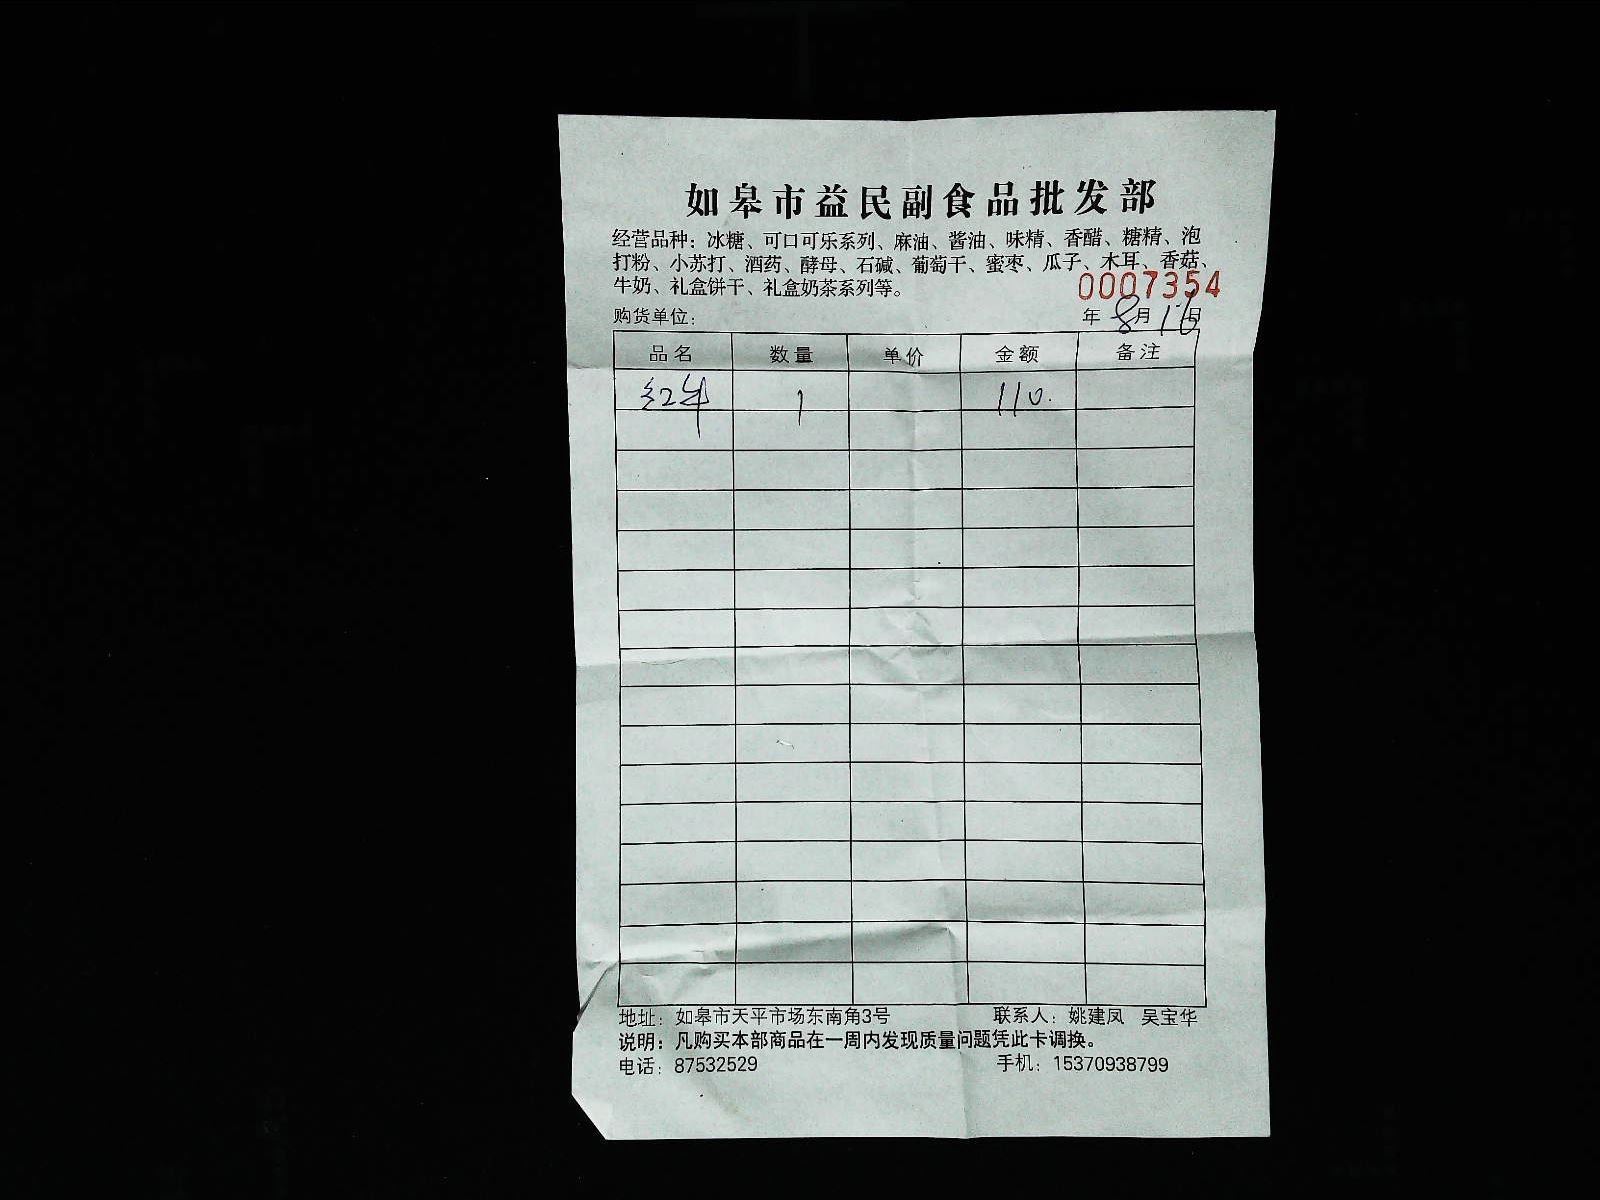 如皋市益民副食品批发部
经营品种：冰糖、可口可乐系列、麻油、酱油、味精、香醋、糖精、泡
打粉、小苏打、酒药、酵母、石碱、葡萄干、蜜枣、瓜子、木耳、香菇、
牛奶、礼盒饼干、礼盒奶茶系列等。
0007354
购货单位： 年 8月16日
品名 数量 单价 金额 备注
红牛 1 110.
地址：如皋市天平市场东南角3号 联系人：姚建凤 吴宝华
说明：凡购买本部商品在一周内发现质量问题凭此卡调换。
电话：87532529 手机：15370938799